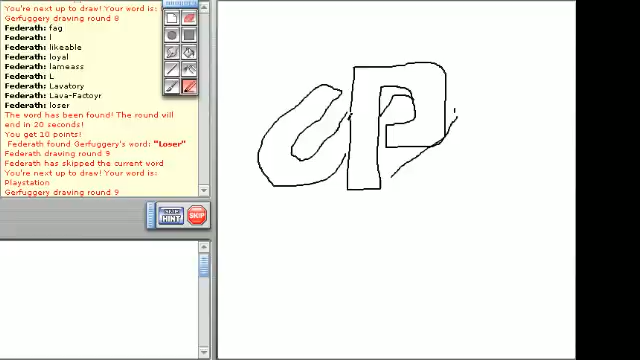 You're next up to draw! Your word is:
Gerfuggery drawing round 8
Federath: fag
Federath: l
Federath: likeable
Federath: loyal
Federath: lameass
Federath: L
Federath: Lavatory
Federath: Lava-Factoyr
Federath: loser
The word has been found! The round will
end in 20 seconds!
You get 10 points!
Federath found Gerfuggery's word: "Loser"
Federath drawing round 9
Federath has skipped the current word
You're next up to draw! Your word is:
Playstation
Gerfuggery drawing round 9
HINT
SKIP
P